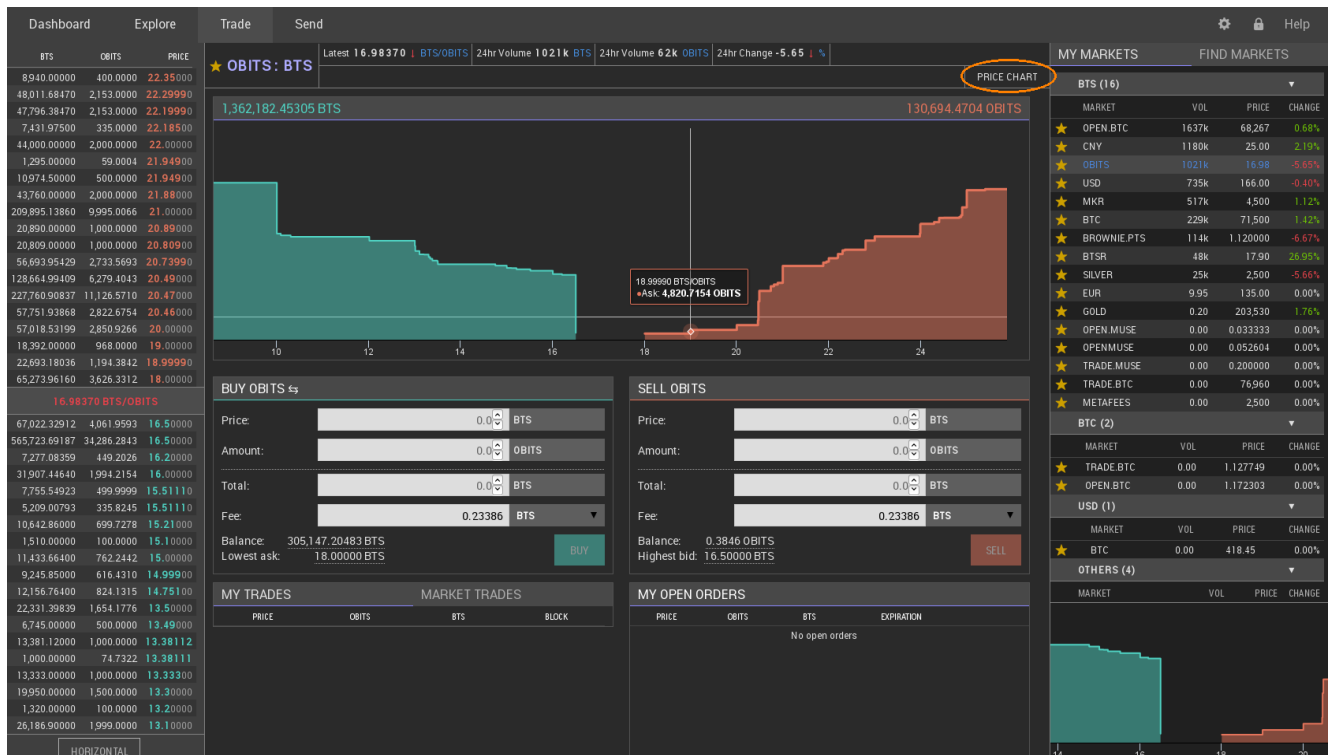 Dashboard Explore Trade Send Help
BTS OBITS PRICE
8,940.00000 400.0000 22.35000
48,011.68470 2,153.0000 22.29990
47,796.38470 2,153.0000 22.19990
7,431.97500 335.0000 22.18500
44,000.00000 2,000.0000 22.00000
1,295.00000 59.0004 21.94900
10,974.50000 500.0000 21.94900
43,760.00000 2,000.0000 21.88000
209,895.13860 9,995.0066 21.00000
20,890.00000 1,000.0000 20.89000
20,809.00000 1,000.0000 20.80900
56,693.95429 2,733.5693 20.73990
128,664.99409 6,279.4043 20.49000
227,760.90837 11,126.5710 20.47000
57,751.93868 2,822.6754 20.46000
57,018.53199 2,850.9266 20.00000
18,392.00000 968.0000 19.00000
22,693.18036 1,194.3842 18.99990
65,273.96160 3,626.3312 18.00000
16.98370 BTS/OBITS
67,022.32912 4,061.9593 16.50000
565,723.69187 34,286.2843 16.50000
7,277.08359 449.2026 16.20000
31,907.44640 1,994.2154 16.00000
7,755.54923 499.9999 15.51110
5,209.00793 335.8245 15.51110
10,642.86000 699.7278 15.21000
1,510.00000 100.0000 15.10000
11,433.66400 762.2442 15.00000
9,245.85000 616.4310 14.99900
12,156.76400 824.1315 14.75100
22,331.39839 1,654.1776 13.50000
6,745.00000 500.0000 13.49000
13,381.12000 1,000.0000 13.38112
1,000.00000 74.7322 13.38111
13,333.00000 1,000.0000 13.33300
19,950.00000 1,500.0000 13.30000
1,320.00000 100.0000 13.20000
26,186.90000 1,999.0000 13.10000
HORIZONTAL
OBITS : BTS
Latest 16.98370 ↓ BTS/OBITS 24hr Volume 1021k BTS 24hr Volume 62k OBITS 24hr Change -5.65 ↓ %
PRICE CHART
1,362,182.45305 BTS 130,694.4704 OBITS
18.99990 BTS/OBITS
●Ask: 4,820.7154 OBITS
10 12 14 16 18 20 22 24
BUY OBITS ⇆
Price: 0.0 BTS
Amount: 0.0 OBITS
Total: 0.0 BTS
Fee: 0.23386 BTS ▼
Balance: 305,147.20483 BTS
Lowest ask: 18.00000 BTS
BUY
SELL OBITS
Price: 0.0 BTS
Amount: 0.0 OBITS
Total: 0.0 BTS
Fee: 0.23386 BTS ▼
Balance: 0.3846 OBITS
Highest bid: 16.50000 BTS
SELL
MY TRADES MARKET TRADES
PRICE OBITS BTS BLOCK
MY OPEN ORDERS
PRICE OBITS BTS EXPIRATION
No open orders
MY MARKETS FIND MARKETS
BTS (16) ▼
MARKET VOL PRICE CHANGE
OPEN.BTC 1637k 68,267 0.68%
CNY 1180k 25.00 2.19%
OBITS 1021k 16.98 -5.65%
USD 735k 166.00 -0.40%
MKR 517k 4,500 1.12%
BTC 229k 71,500 1.42%
BROWNIE.PTS 114k 1.120000 -6.67%
BTSR 48k 17.90 26.95%
SILVER 25k 2,500 -5.66%
EUR 9.95 135.00 0.00%
GOLD 0.20 203,530 1.76%
OPEN.MUSE 0.00 0.033333 0.00%
OPENMUSE 0.00 0.052604 0.00%
TRADE.MUSE 0.00 0.200000 0.00%
TRADE.BTC 0.00 76,960 0.00%
METAFEES 0.00 2,500 0.00%
BTC (2) ▼
MARKET VOL PRICE CHANGE
TRADE.BTC 0.00 1.127749 0.00%
OPEN.BTC 0.00 1.172303 0.00%
USD (1) ▼
MARKET VOL PRICE CHANGE
BTC 0.00 418.45 0.00%
OTHERS (4) ▼
MARKET VOL PRICE CHANGE
14 16 18 20